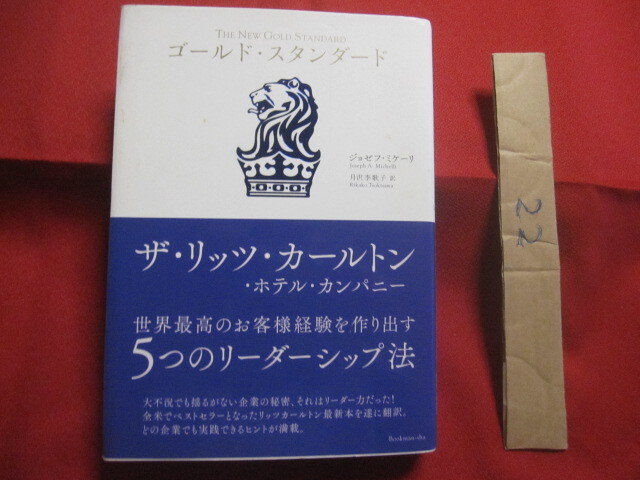 THE NEW GOLD STANDARD
ゴールド・スタンダード
ジョゼフ・ミケーリ
Joseph A. Michelli
月沢李歌子 訳
Rikako Tsukisawa
ザ・リッツ・カールトン
・ホテル・カンパニー
世界最高のお客様経験を作り出す
5つのリーダーシップ法
大不況でも揺るがない企業の秘密、それはリーダー力だった!
全米でベストセラーとなったリッツカールトン最新本を遂に翻訳。
どの企業でも実践できるヒントが満載。
Bookman-sha
22